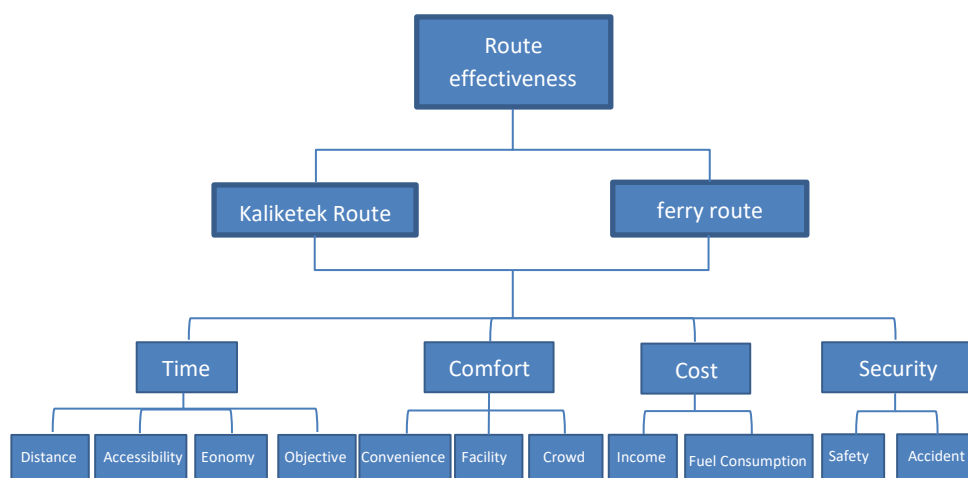 Route
effectiveness
Kaliketek Route
ferry route
Time
Comfort
Cost
Security
Distance
Accessibility
Eonomy
Objective
Convenience
Facility
Crowd
Income
Fuel Consumption
Safety
Accident